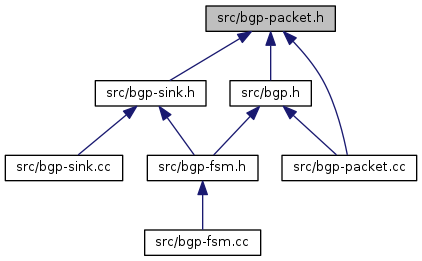 src/bgp-packet.h
src/bgp-sink.h
src/bgp.h
src/bgp-sink.cc
src/bgp-fsm.h
src/bgp-packet.cc
src/bgp-fsm.cc